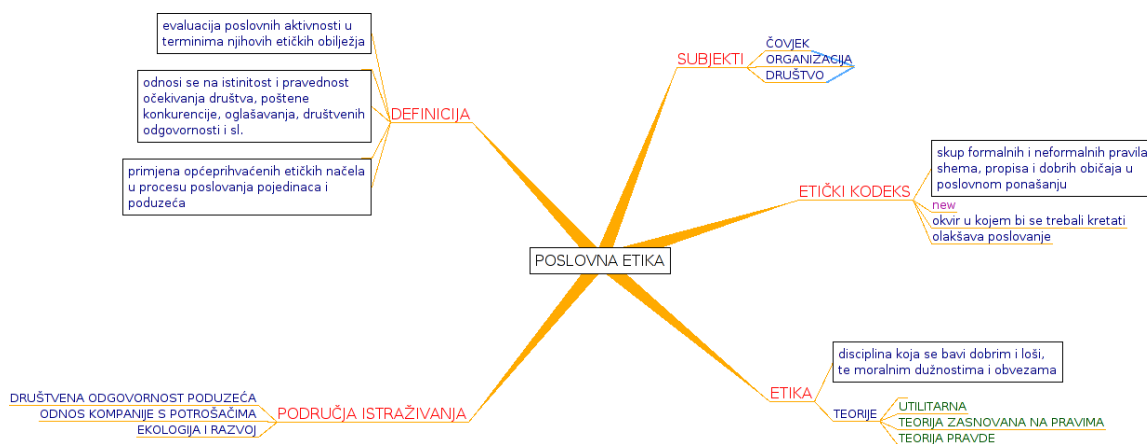 evaluacija poslovnih aktivnosti u
terminima njihovih etičkih obilježja
odnosi se na istinitost i pravednost
očekivanja društva, poštene
konkurencije, oglašavanja, društvenih
odgovornosti i sl.
primjena općeprihvaćenih etičkih načela
u procesu poslovanja pojedinaca i
poduzeća
DEFINICIJA
SUBJEKTI
ČOVJEK
ORGANIZACIJA
DRUŠTVO
ETIČKI KODEKS
skup formalnih i neformalnih pravila
shema, propisa i dobrih običaja u
poslovnom ponašanju
new
okvir u kojem bi se trebali kretati
olakšava poslovanje
POSLOVNA ETIKA
ETIKA
disciplina koja se bavi dobrim i loši,
te moralnim dužnostima i obvezama
TEORIJE
UTILITARNA
TEORIJA ZASNOVANA NA PRAVIMA
TEORIJA PRAVDE
PODRUČJA ISTRAŽIVANJA
DRUŠTVENA ODGOVORNOST PODUZEĆA
ODNOS KOMPANIJE S POTROŠAČIMA
EKOLOGIJA I RAZVOJ